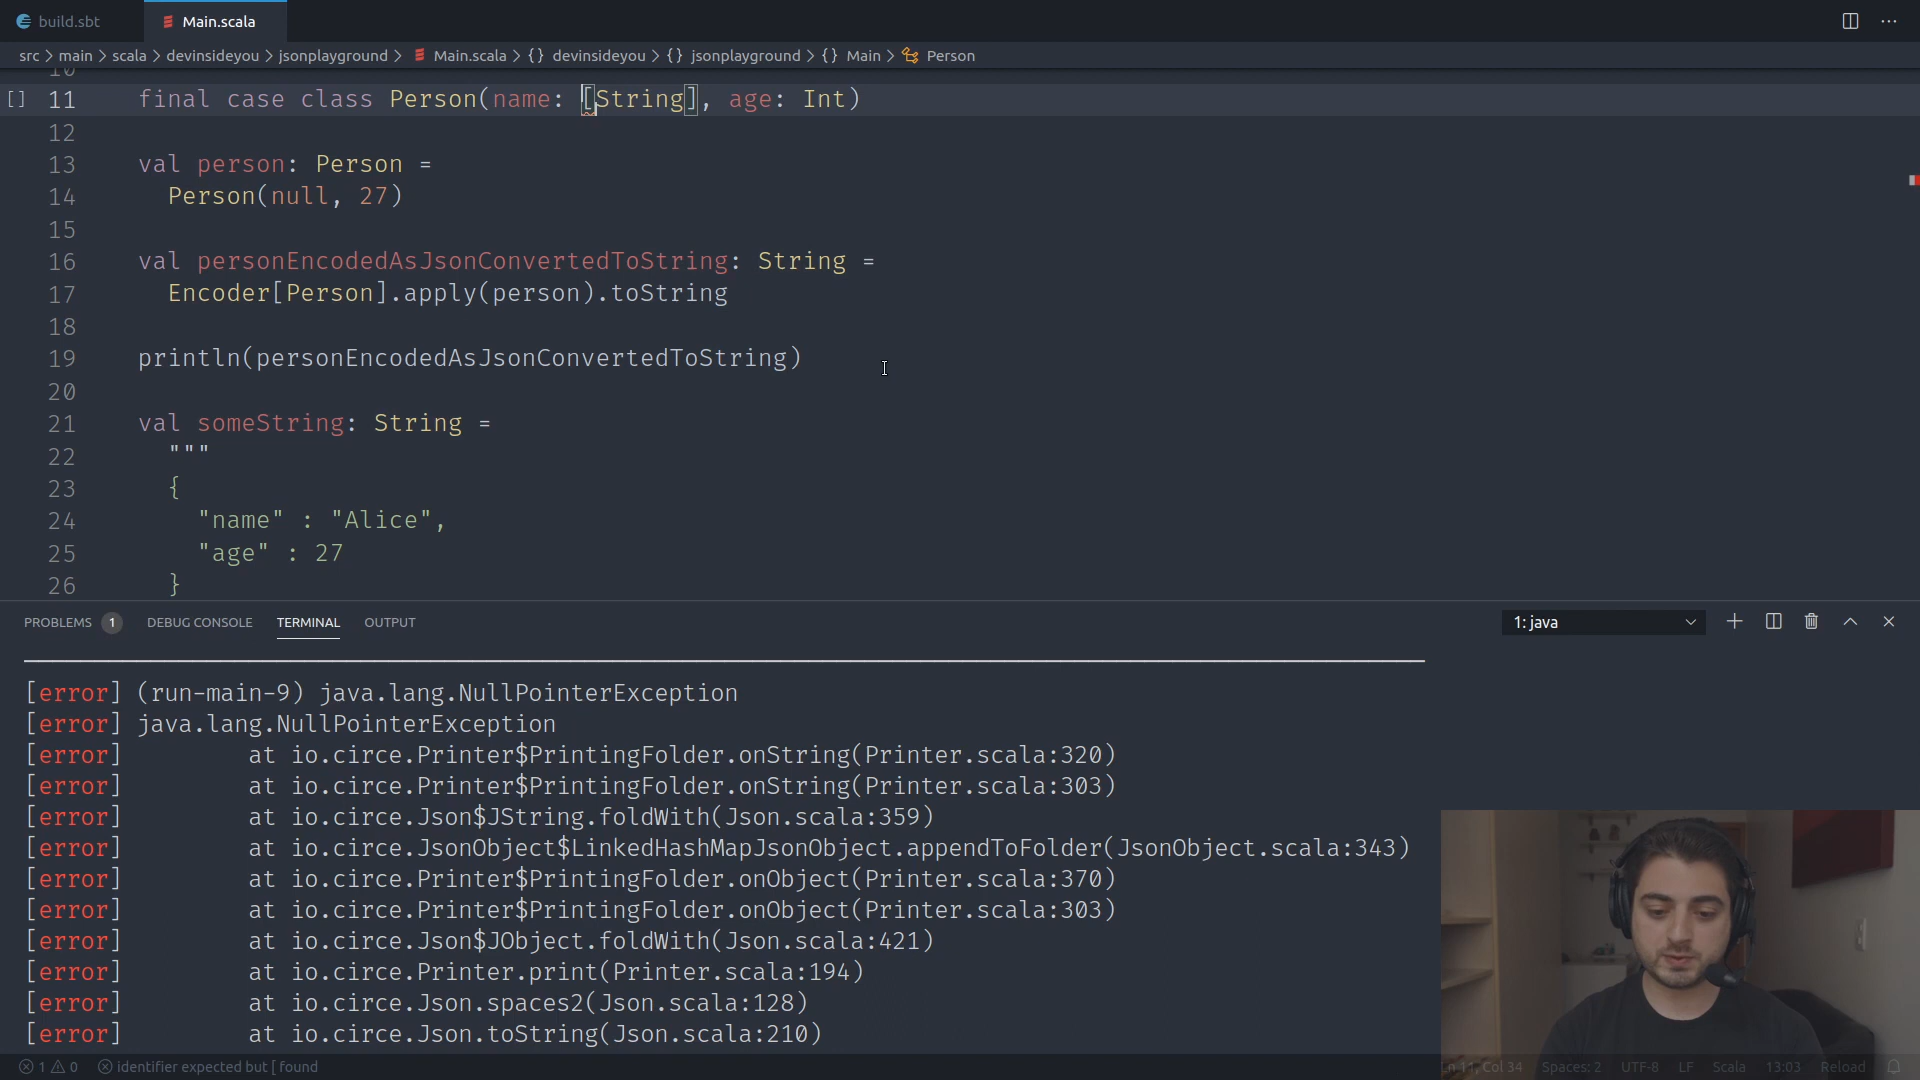 build.sbt
Main.scala
src > main > scala > devinsideyou > jsonplayground > Main.scala > {} devinsideyou > {} jsonplayground > {} Main > Person
10
[] 11 final case class Person(name: [String], age: Int)
12
13 val person: Person =
14 Person(null, 27)
15
16 val personEncodedAsJsonConvertedToString: String =
17 Encoder[Person].apply(person).toString
18
19 println(personEncodedAsJsonConvertedToString)
20
21 val someString: String =
22 """
23 {
24 "name" : "Alice",
25 "age" : 27
26 }
PROBLEMS 1 DEBUG CONSOLE TERMINAL OUTPUT 1: java
[error] (run-main-9) java.lang.NullPointerException
[error] java.lang.NullPointerException
[error] at io.circe.Printer$PrintingFolder.onString(Printer.scala:320)
[error] at io.circe.Printer$PrintingFolder.onString(Printer.scala:303)
[error] at io.circe.Json$JString.foldWith(Json.scala:359)
[error] at io.circe.JsonObject$LinkedHashMapJsonObject.appendToFolder(JsonObject.scala:343)
[error] at io.circe.Printer$PrintingFolder.onObject(Printer.scala:370)
[error] at io.circe.Printer$PrintingFolder.onObject(Printer.scala:303)
[error] at io.circe.Json$JObject.foldWith(Json.scala:421)
[error] at io.circe.Printer.print(Printer.scala:194)
[error] at io.circe.Json.spaces2(Json.scala:128)
[error] at io.circe.Json.toString(Json.scala:210)
1 0 identifier expected but [ found Ln 11, Col 34 Spaces: 2 UTF-8 LF Scala 13:03 Reload